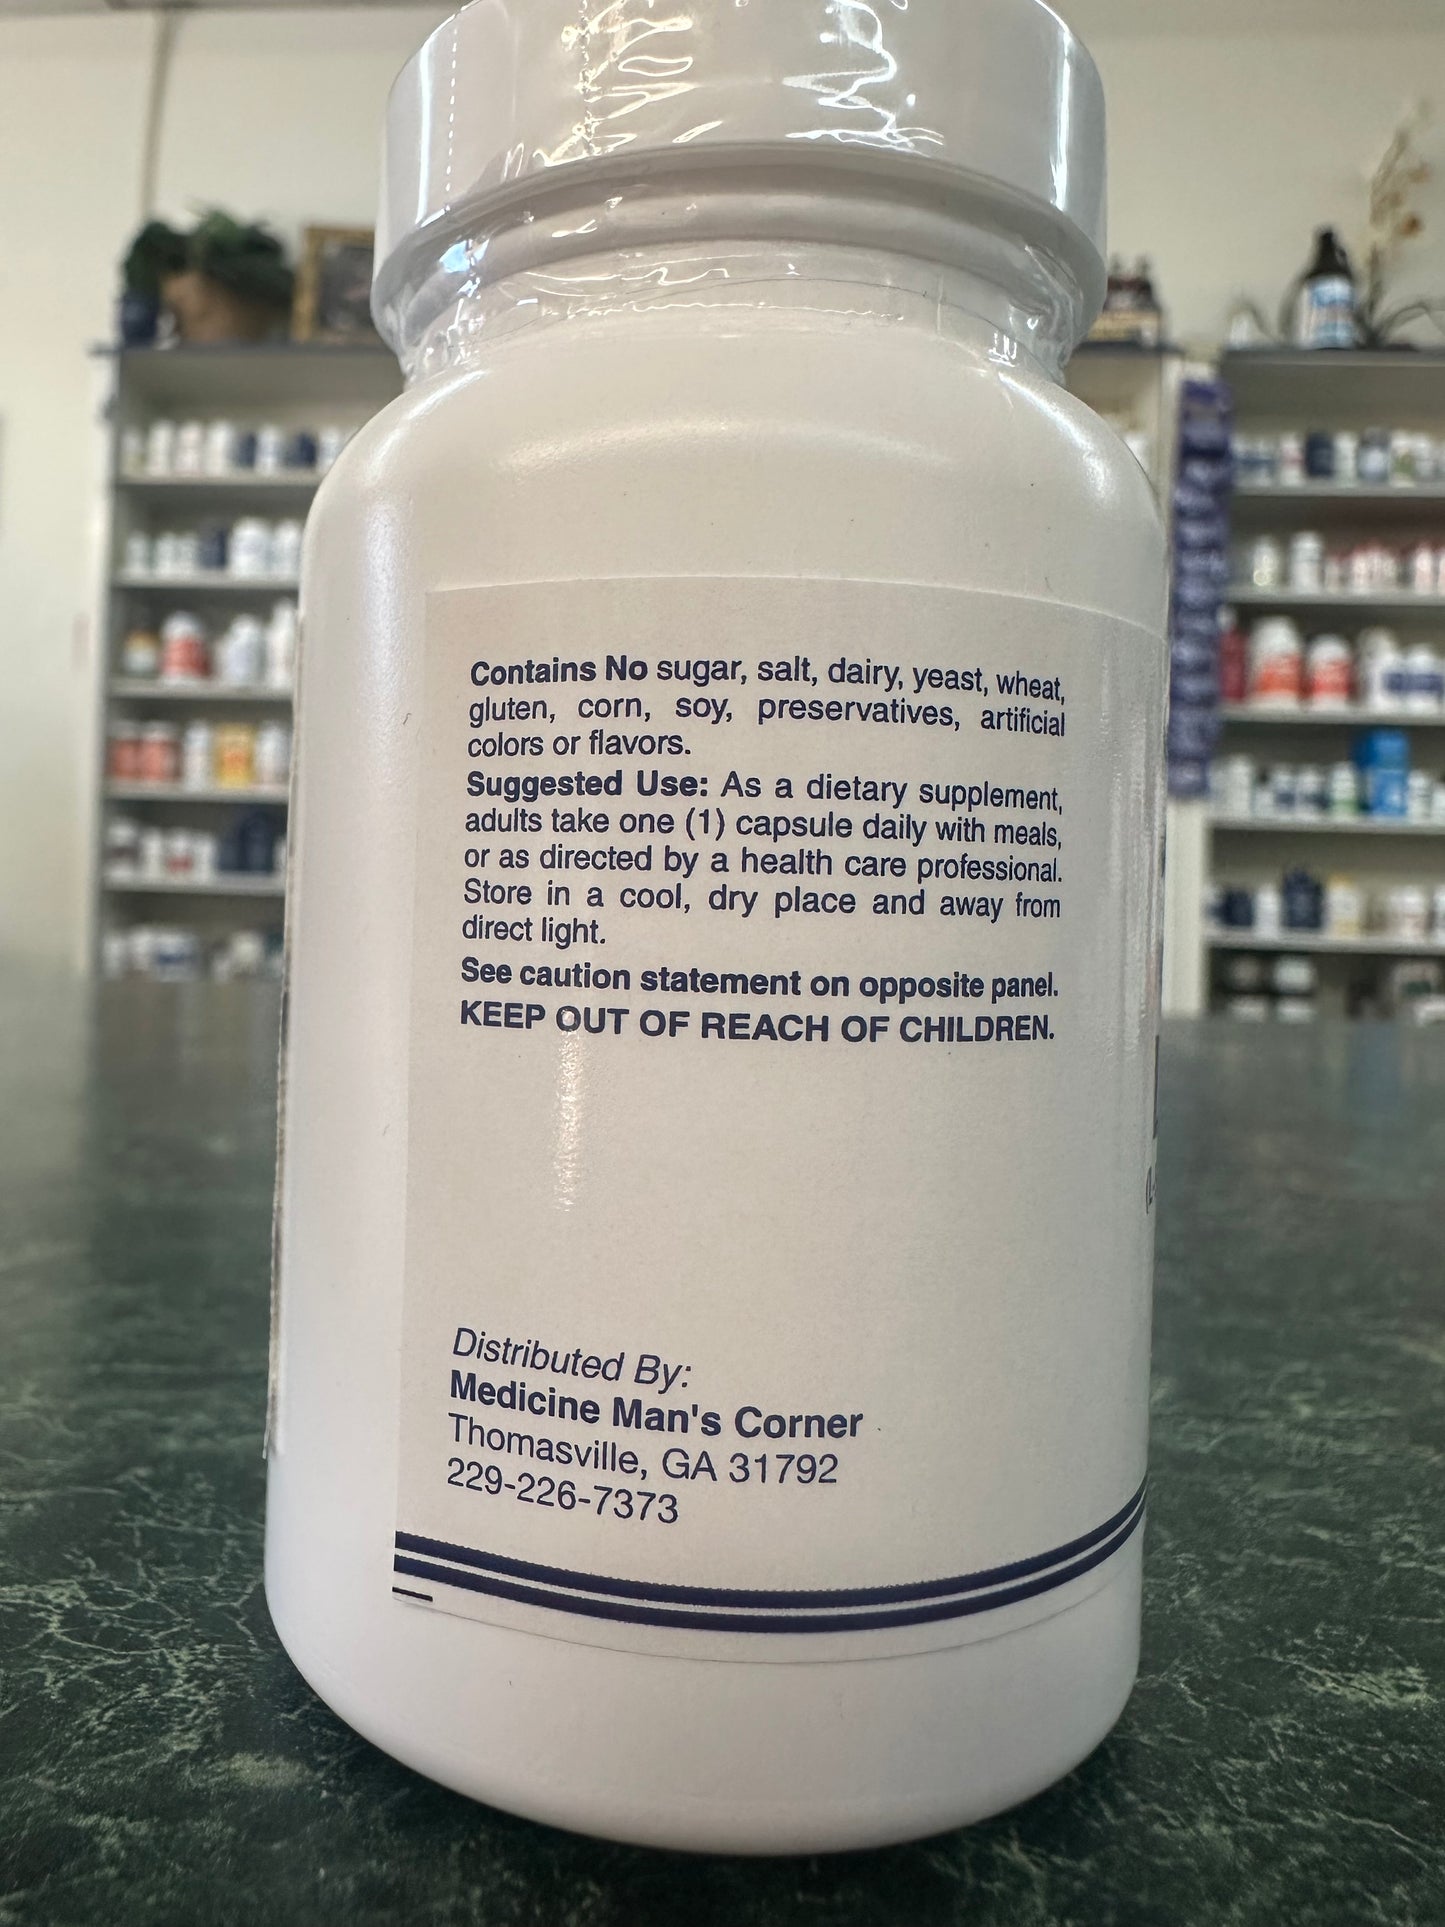 Contains No sugar, salt, dairy, yeast, wheat,
gluten, corn, soy, preservatives, artificial
colors or flavors.
Suggested Use: As a dietary supplement,
adults take one (1) capsule daily with meals,
or as directed by a health care professional.
Store in a cool, dry place and away from
direct light.
See caution statement on opposite panel.
KEEP OUT OF REACH OF CHILDREN.
Distributed By:
Medicine Man's Corner
Thomasville, GA 31792
229-226-7373